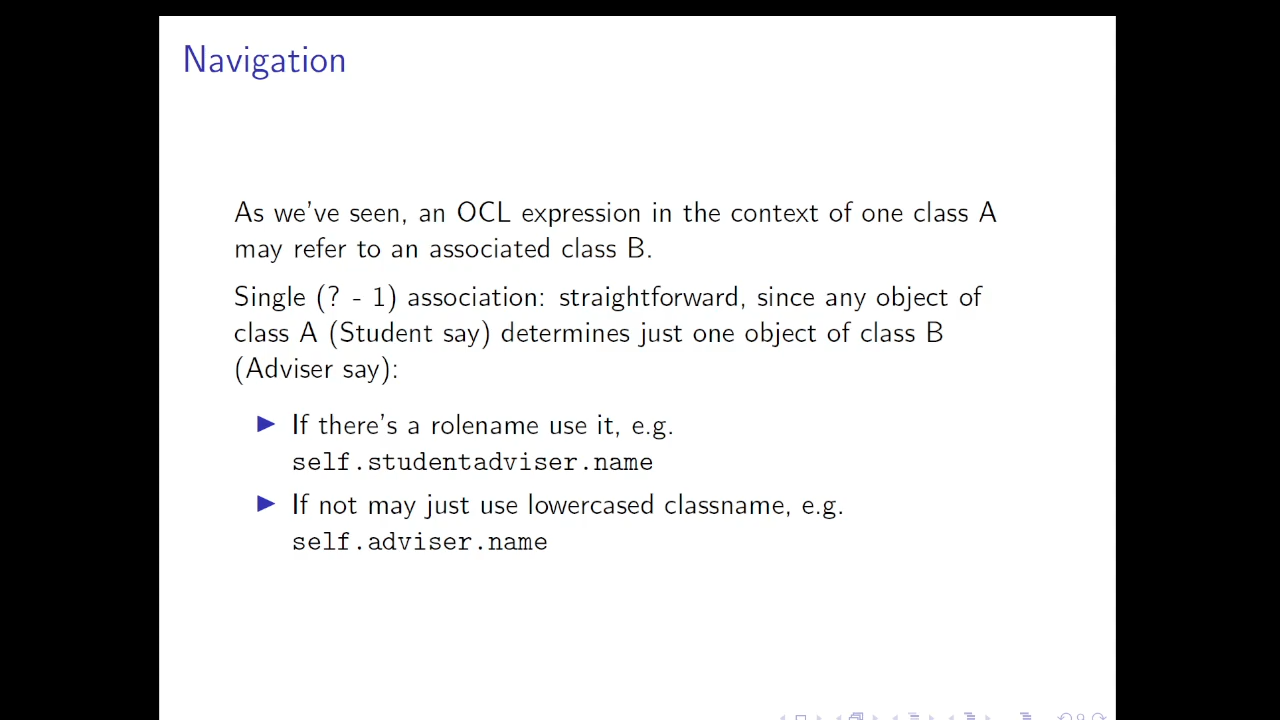 Navigation
As we've seen, an OCL expression in the context of one class A
may refer to an associated class B.
Single (? - 1) association: straightforward, since any object of
class A (Student say) determines just one object of class B
(Adviser say):
If there's a rolename use it, e.g.
self.studentadviser.name
If not may just use lowercased classname, e.g.
self.adviser.name